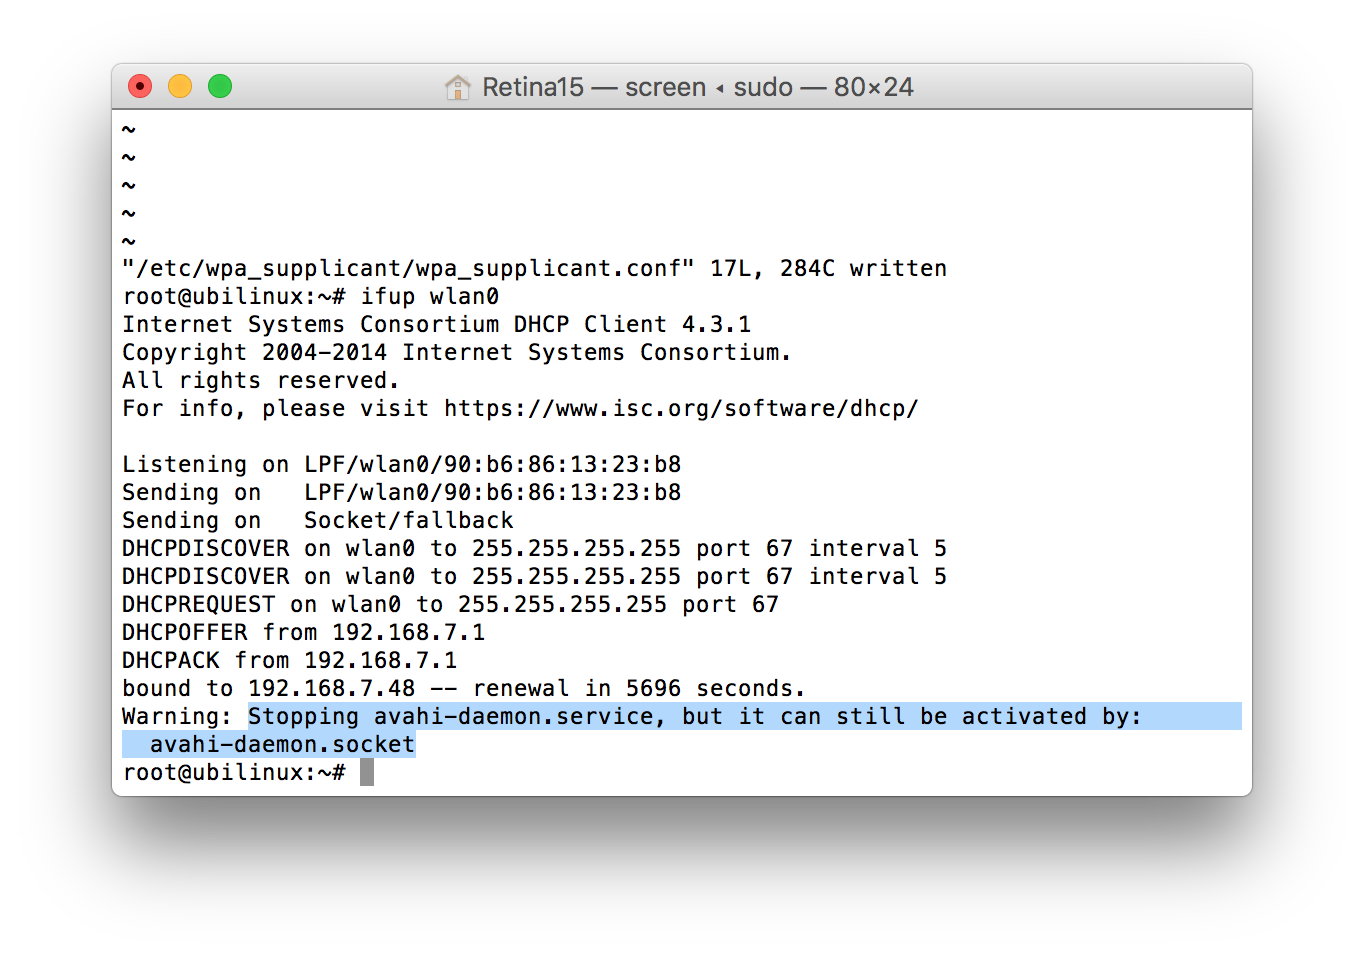 Retina15 — screen ◂ sudo — 80×24
~
~
~
~
~
"/etc/wpa_supplicant/wpa_supplicant.conf" 17L, 284C written
root@ubilinux:~# ifup wlan0
Internet Systems Consortium DHCP Client 4.3.1
Copyright 2004-2014 Internet Systems Consortium.
All rights reserved.
For info, please visit https://www.isc.org/software/dhcp/

Listening on LPF/wlan0/90:b6:86:13:23:b8
Sending on   LPF/wlan0/90:b6:86:13:23:b8
Sending on   Socket/fallback
DHCPDISCOVER on wlan0 to 255.255.255.255 port 67 interval 5
DHCPDISCOVER on wlan0 to 255.255.255.255 port 67 interval 5
DHCPREQUEST on wlan0 to 255.255.255.255 port 67
DHCPOFFER from 192.168.7.1
DHCPACK from 192.168.7.1
bound to 192.168.7.48 -- renewal in 5696 seconds.
Warning: Stopping avahi-daemon.service, but it can still be activated by:
  avahi-daemon.socket
root@ubilinux:~#